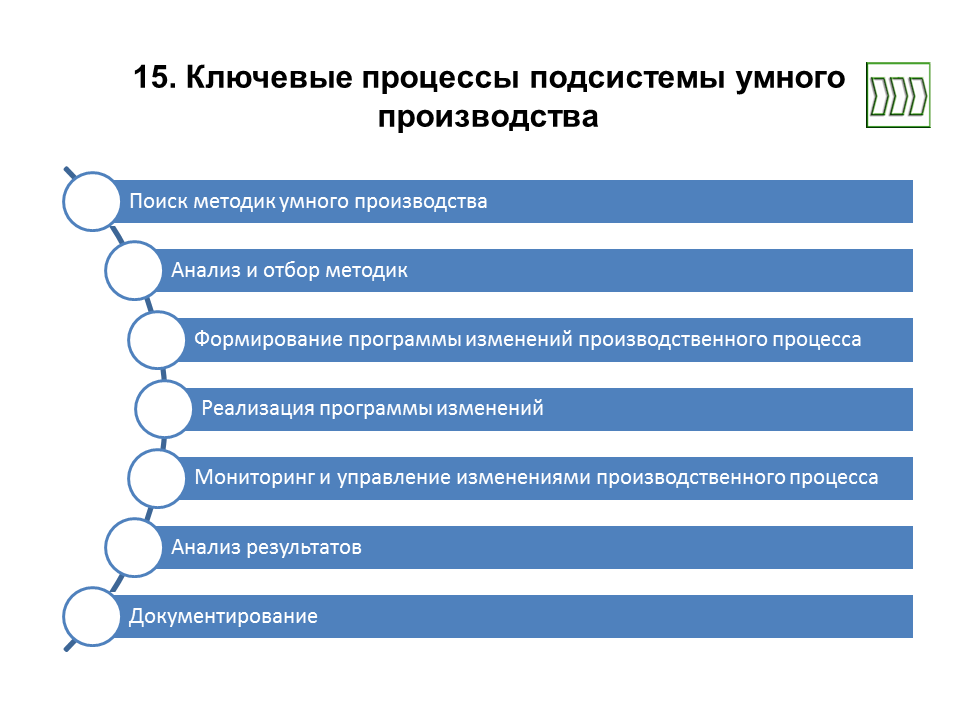 15. Ключевые процессы подсистемы умного
производства
Поиск методик умного производства
Анализ и отбор методик
Формирование программы изменений производственного процесса
Реализация программы изменений
Мониторинг и управление изменениями производственного процесса
Анализ результатов
Документирование